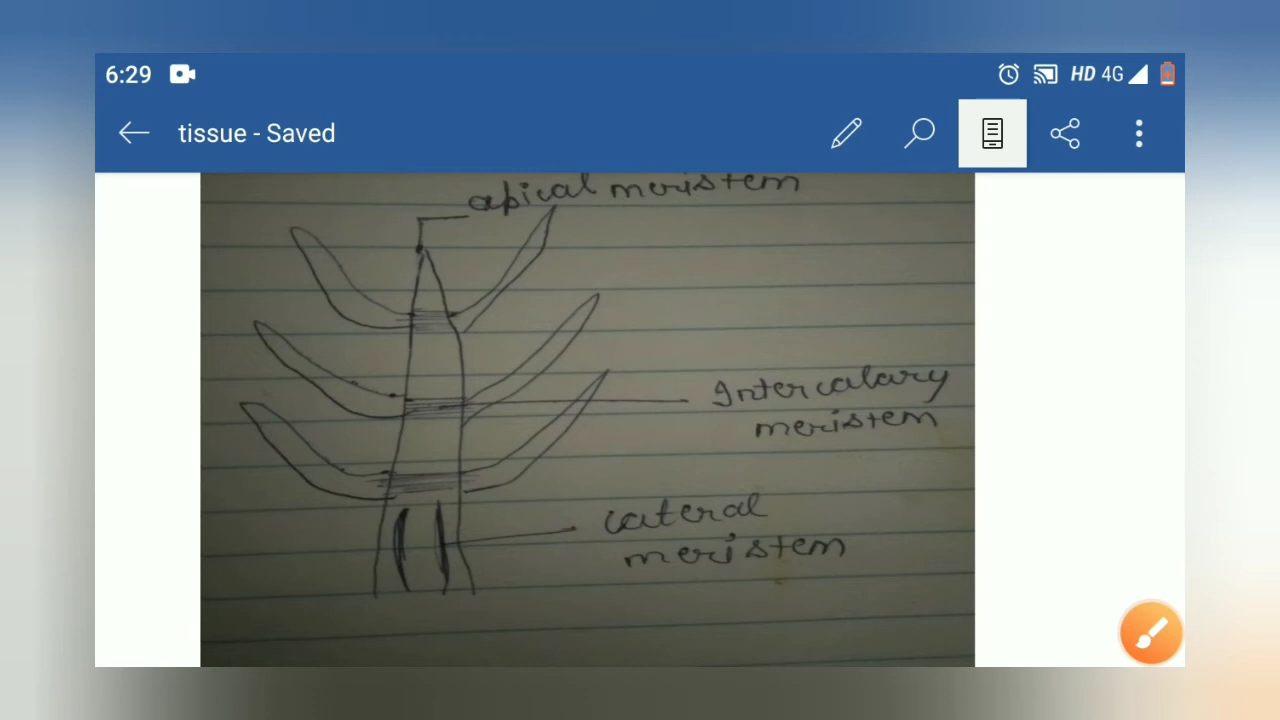 6:29
HD 4G
tissue - Saved
apical meristem
Intercalary
meristem
Lateral
meristem